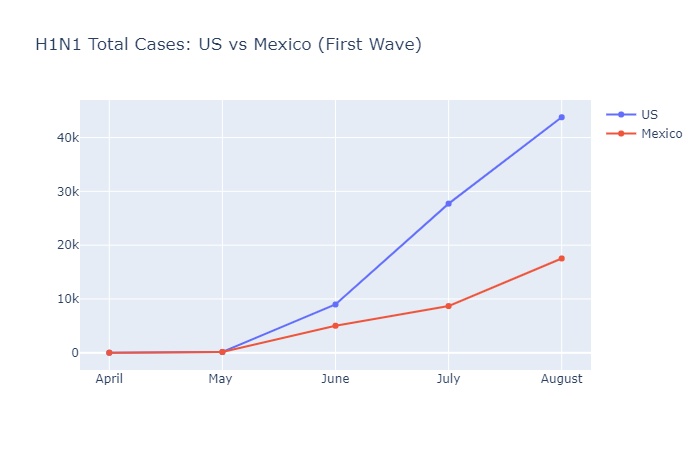 H1N1 Total Cases: US vs Mexico (First Wave)
US
Mexico
40k
30k
20k
10k
0
April May June July August